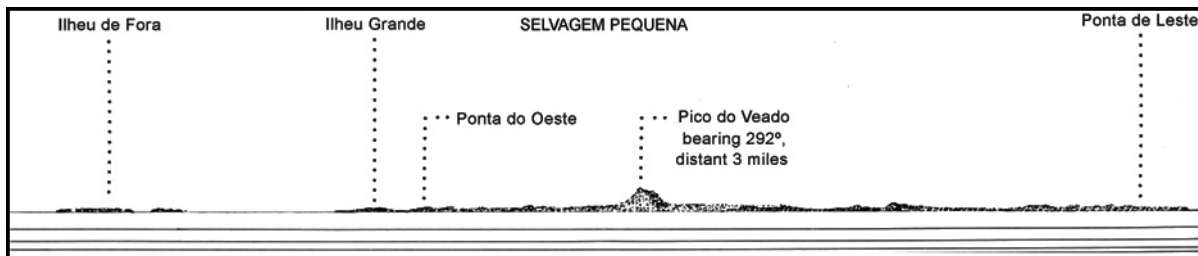 Ilheu de Fora
Ilheu Grande
SELVAGEM PEQUENA
Ponta de Leste
Ponta do Oeste
Pico do Veado
bearing 292º,
distant 3 miles